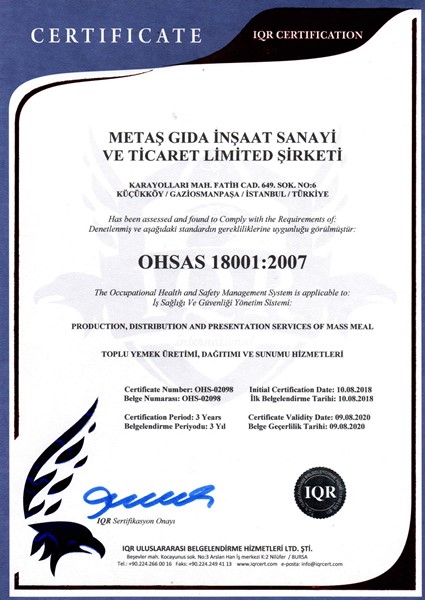 CERTIFICATE
IQR CERTIFICATION
METAŞ GIDA İNŞAAT SANAYİ
VE TİCARET LİMİTED ŞİRKETİ
KARAYOLLARI MAH. FATİH CAD. 649. SOK. NO:6
KÜÇÜKKÖY / GAZİOSMANPAŞA / İSTANBUL / TÜRKİYE
Has been assessed and found to Comply with the Requirements of:
Denetlenmiş ve aşağıdaki standardın gerekliliklerine uygunluğu görülmüştür:
OHSAS 18001:2007
The Occupational Health and Safety Management System is applicable to:
İş Sağlığı Ve Güvenliği Yönetim Sistemi:
PRODUCTION, DISTRIBUTION AND PRESENTATION SERVICES OF MASS MEAL
TOPLU YEMEK ÜRETİMİ, DAĞITIMI VE SUNUMU HİZMETLERİ
Certificate Number: OHS-02098
Belge Numarası: OHS-02098
Initial Certification Date: 10.08.2018
İlk Belgelendirme Tarihi: 10.08.2018
Certification Period: 3 Years
Belgelendirme Periyodu: 3 Yıl
Certificate Validity Date: 09.08.2020
Belge Geçerlilik Tarihi: 09.08.2020
IQR Sertifikasyon Onayı
IQR
IQR ULUSLARARASI BELGELENDİRME HİZMETLERİ LTD. ŞTİ.
Beşevler mah. Kocayunus sok. No:3 Arslan Han İş merkezi K:2 Nilüfer / BURSA
Tel.: +90.224.266 00 16 Faks: +90.224.249 41 13 www.iqrcert.com e-posta: info@iqrcert.com